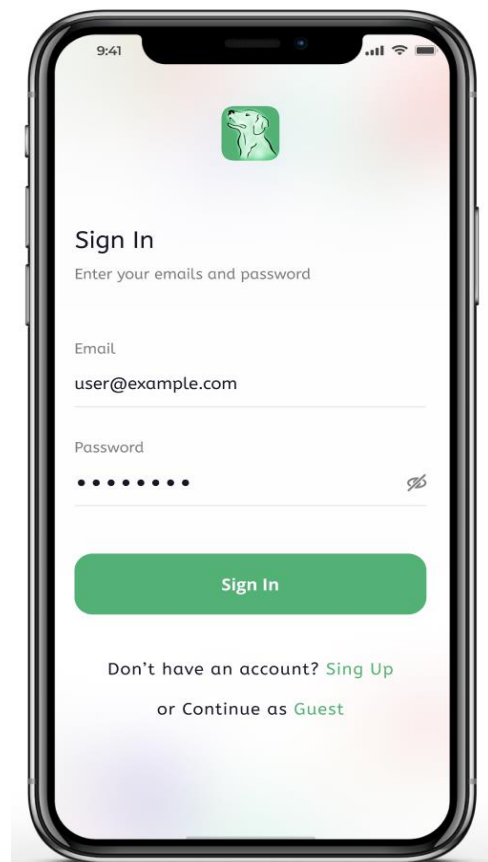 9:41
Sign In
Enter your emails and password
Email
user@example.com
Password
••••••••
Sign In
Don’t have an account? Sing Up
or Continue as Guest